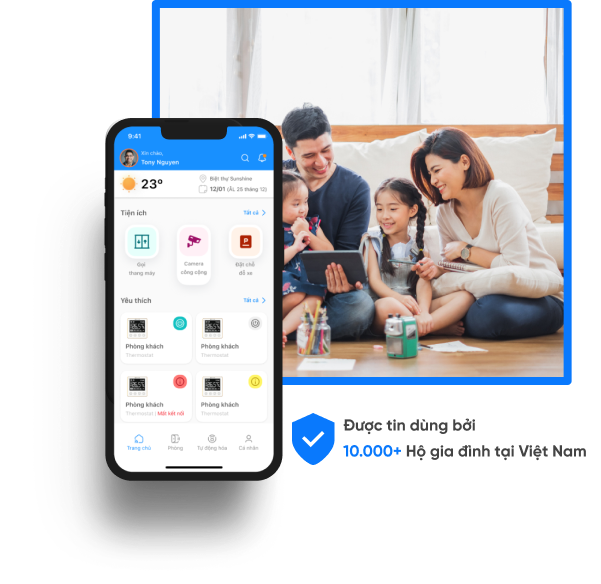 9:41
Xin chào,
Tony Nguyen
23°
Biệt thự Sunshine
12/01 (ÂL 20 tháng 12)
Tiện ích
Tất cả
Gọi
thang máy
Camera
công cộng
Đặt chỗ
đỗ xe
Yêu thích
Tất cả
Phòng khách
Thermostat
Phòng khách
Thermostat
Phòng khách
Thermostat | Mất kết nối
Phòng khách
Thermostat
Trang chủ
Phòng
Tự động hóa
Cá nhân
Được tin dùng bởi
10.000+ Hộ gia đình tại Việt Nam